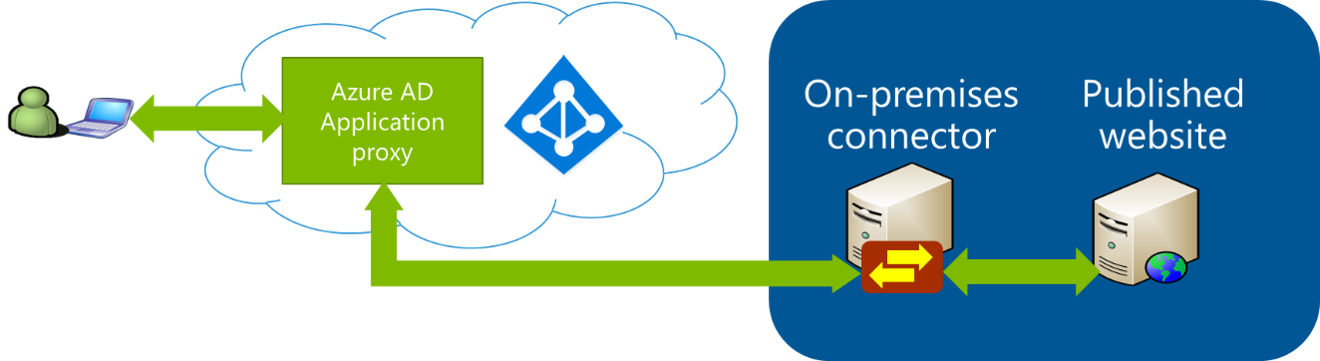 Azure AD
Application
proxy
On-premises
connector
Published
website